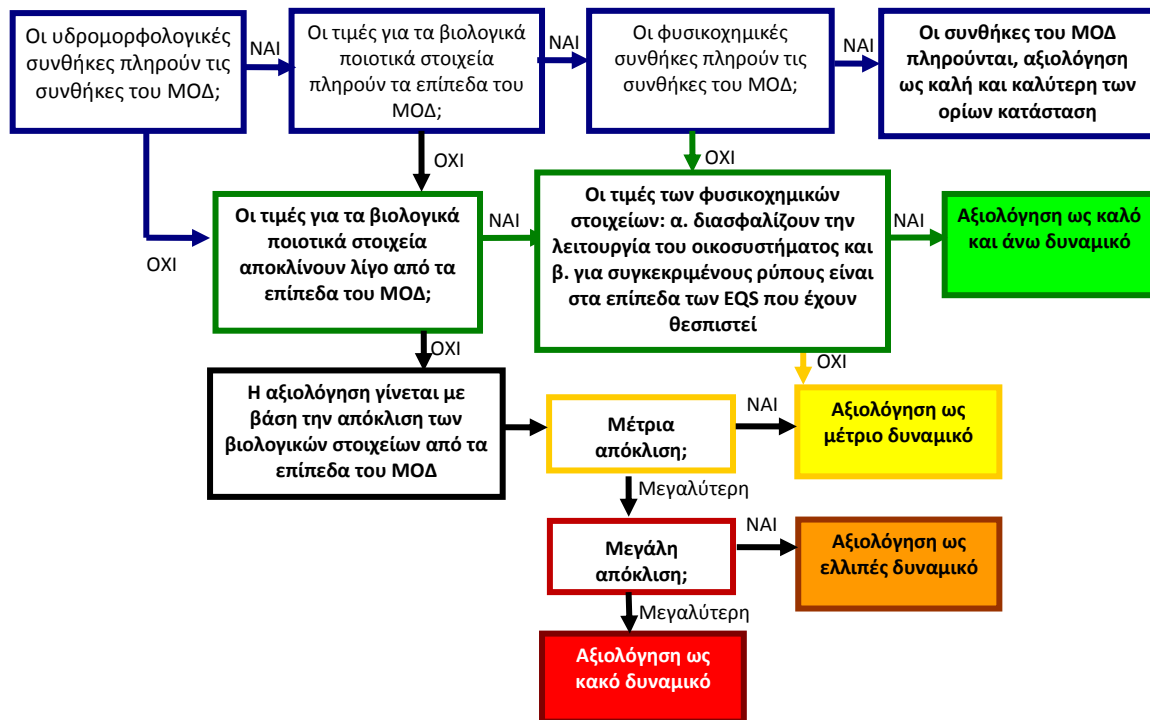 Οι υδρομορφολογικές
συνθήκες πληρούν τις
συνθήκες του ΜΟΔ;
ΝΑΙ
Οι τιμές για τα βιολογικά
ποιοτικά στοιχεία
πληρούν τα επίπεδα του
ΜΟΔ;
ΝΑΙ
Οι φυσικοχημικές
συνθήκες πληρούν τις
συνθήκες του ΜΟΔ;
ΝΑΙ
Οι συνθήκες του ΜΟΔ
πληρούνται, αξιολόγηση
ως καλή και καλύτερη των
ορίων κατάσταση
ΟΧΙ
ΟΧΙ
ΟΧΙ
Οι τιμές για τα βιολογικά
ποιοτικά στοιχεία
αποκλίνουν λίγο από τα
επίπεδα του ΜΟΔ;
ΝΑΙ
Οι τιμές των φυσικοχημικών
στοιχείων: α. διασφαλίζουν την
λειτουργία του οικοσυστήματος και
β. για συγκεκριμένους ρύπους είναι
στα επίπεδα των EQS που έχουν
θεσπιστεί
ΝΑΙ
Αξιολόγηση ως καλό
και άνω δυναμικό
ΟΧΙ
ΟΧΙ
Η αξιολόγηση γίνεται με
βάση την απόκλιση των
βιολογικών στοιχείων από τα
επίπεδα του ΜΟΔ
Μέτρια
απόκλιση;
ΝΑΙ
Αξιολόγηση ως
μέτριο δυναμικό
Μεγαλύτερη
Μεγάλη
απόκλιση;
ΝΑΙ
Αξιολόγηση ως
ελλιπές δυναμικό
Μεγαλύτερη
Αξιολόγηση ως
κακό δυναμικό